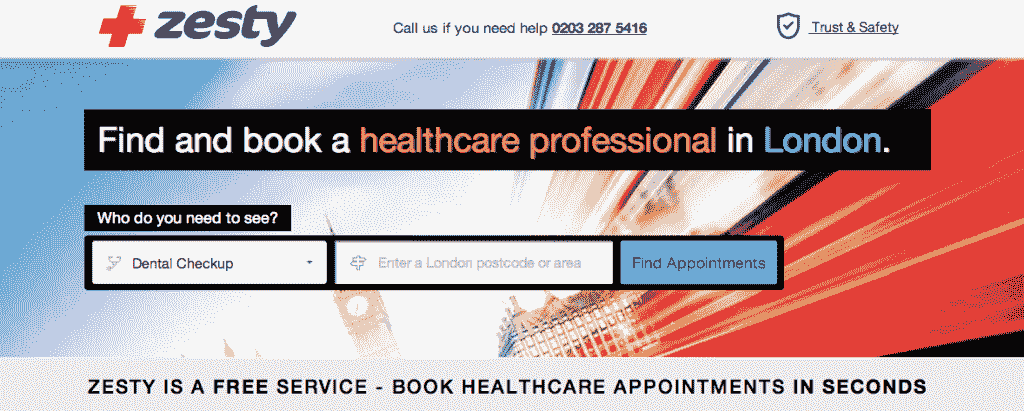 zesty
Call us if you need help 0203 287 5416
Trust & Safety
Find and book a healthcare professional in London.
Who do you need to see?
Dental Checkup
Enter a London postcode or area
Find Appointments
ZESTY IS A FREE SERVICE - BOOK HEALTHCARE APPOINTMENTS IN SECONDS